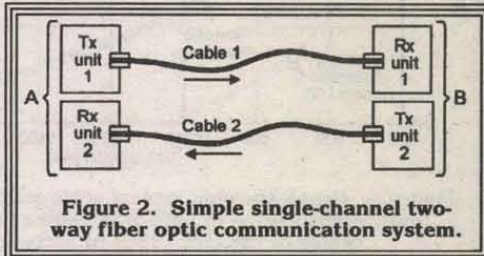 Tx
unit
1
Cable 1
Rx
unit
1
A
B
Rx
unit
2
Cable 2
Tx
unit
2
Figure 2. Simple single-channel two-
way fiber optic communication system.